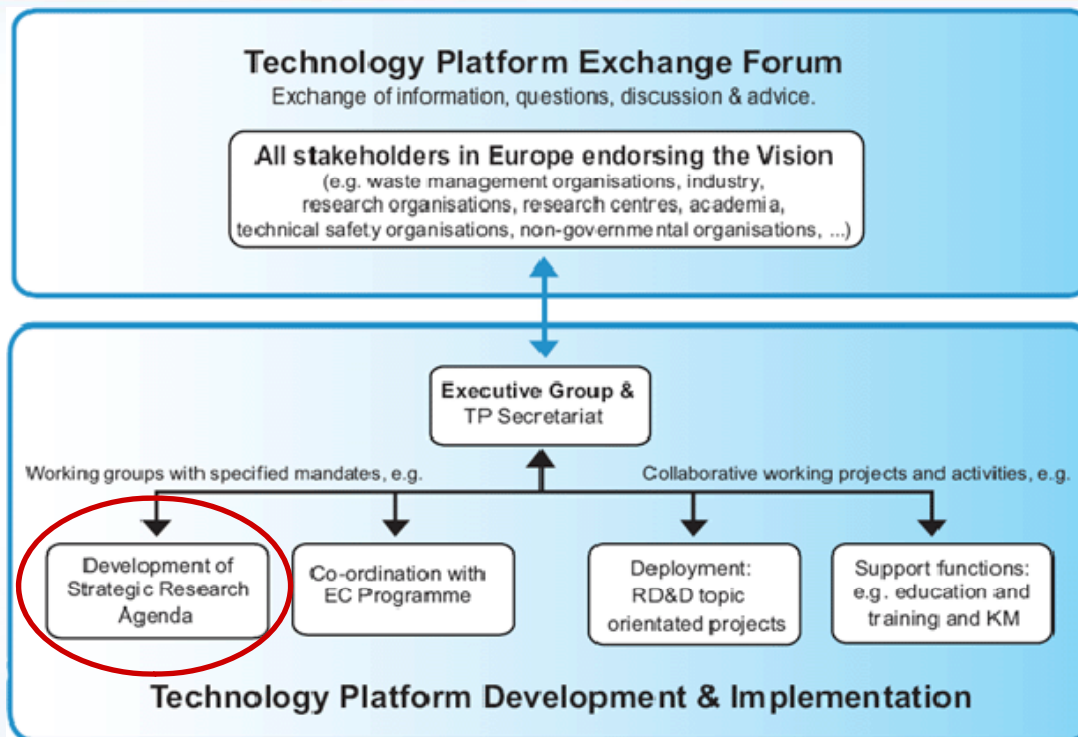 Technology Platform Exchange Forum
Exchange of information, questions, discussion & advice.
All stakeholders in Europe endorsing the Vision
(e.g. waste management organisations, industry,
research organisations, research centres, academia,
technical safety organisations, non-governmental organisations, ...)
Executive Group &
TP Secretariat
Working groups with specified mandates, e.g.
Collaborative working projects and activities, e.g.
Development of
Strategic Research
Agenda
Co-ordination with
EC Programme
Deployment:
RD&D topic
orientated projects
Support functions:
e.g. education and
training and KM
Technology Platform Development & Implementation